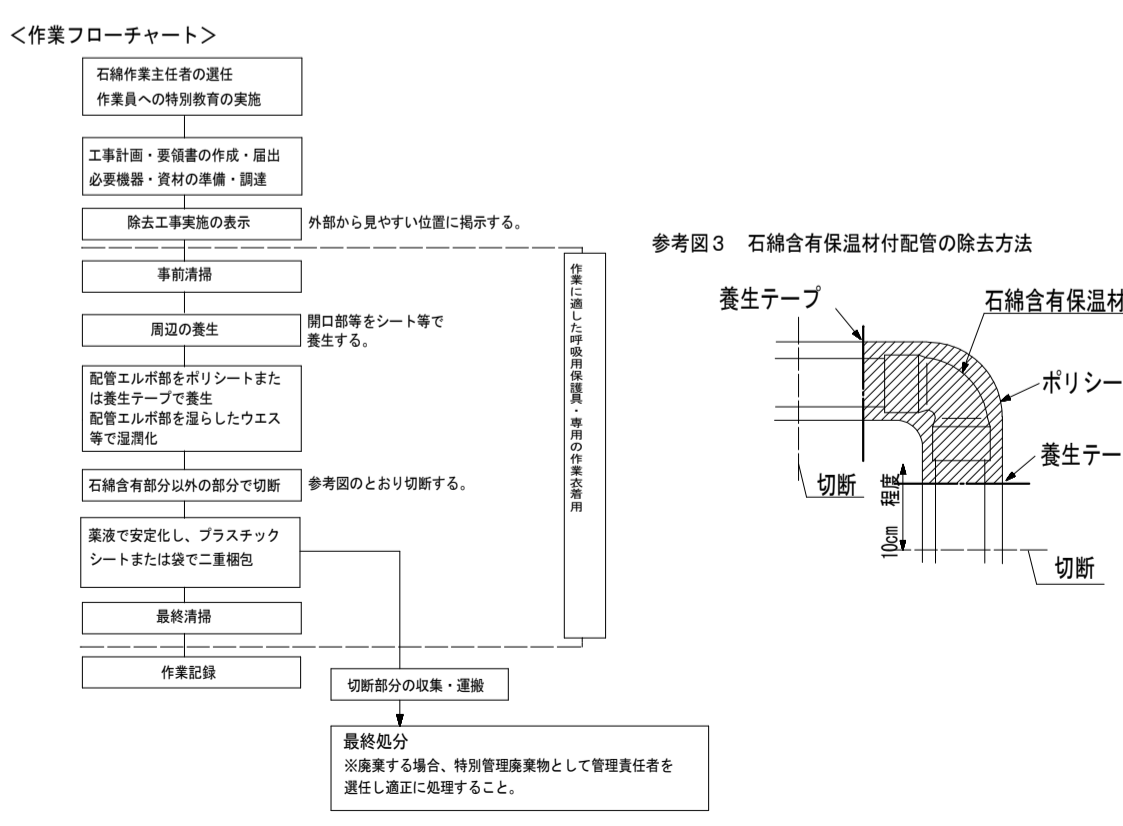 ＜作業フローチャート＞
石綿作業主任者の選任
作業員への特別教育の実施
工事計画・要領書の作成・届出
必要機器・資材の準備・調達
除去工事実施の表示
外部から見やすい位置に掲示する。
事前清掃
周辺の養生
開口部等をシート等で
養生する。
配管エルボ部をポリシートまた
は養生テープで養生
配管エルボ部を湿らしたウエス
等で湿潤化
石綿含有部分以外の部分で切断
参考図のとおり切断する。
薬液で安定化し、プラスチック
シートまたは袋で二重梱包
最終清掃
作業記録
作業に適した呼吸用保護具・専用の作業衣着用
切断部分の収集・運搬
最終処分
※廃棄する場合、特別管理廃棄物として管理責任者を
選任し適正に処理すること。
参考図３　石綿含有保温材付配管の除去方法
養生テープ
石綿含有保温材
ポリシー
養生テー
切断
10cm 程度
切断